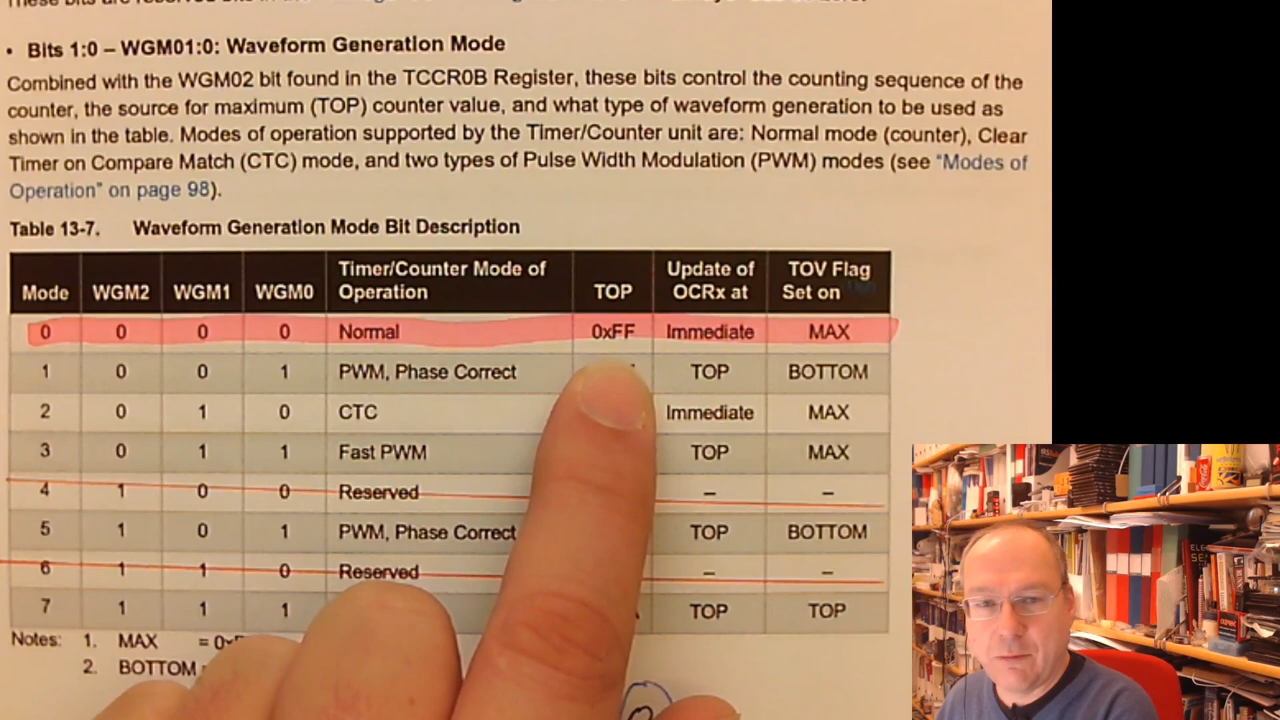 • Bits 1:0 – WGM01:0: Waveform Generation Mode
Combined with the WGM02 bit found in the TCCR0B Register, these bits control the counting sequence of the
counter, the source for maximum (TOP) counter value, and what type of waveform generation to be used as
shown in the table. Modes of operation supported by the Timer/Counter unit are: Normal mode (counter), Clear
Timer on Compare Match (CTC) mode, and two types of Pulse Width Modulation (PWM) modes (see "Modes of
Operation" on page 98).
Table 13-7. Waveform Generation Mode Bit Description
Mode WGM2 WGM1 WGM0 Timer/Counter Mode of Operation TOP Update of OCRx at TOV Flag Set on
0 0 0 0 Normal 0xFF Immediate MAX
1 0 0 1 PWM, Phase Correct TOP BOTTOM
2 0 1 0 CTC Immediate MAX
3 0 1 1 Fast PWM TOP MAX
4 1 0 0 Reserved – –
5 1 0 1 PWM, Phase Correct TOP BOTTOM
6 1 1 0 Reserved – –
7 1 1 1 TOP TOP
Notes: 1. MAX =
2. BOTTOM